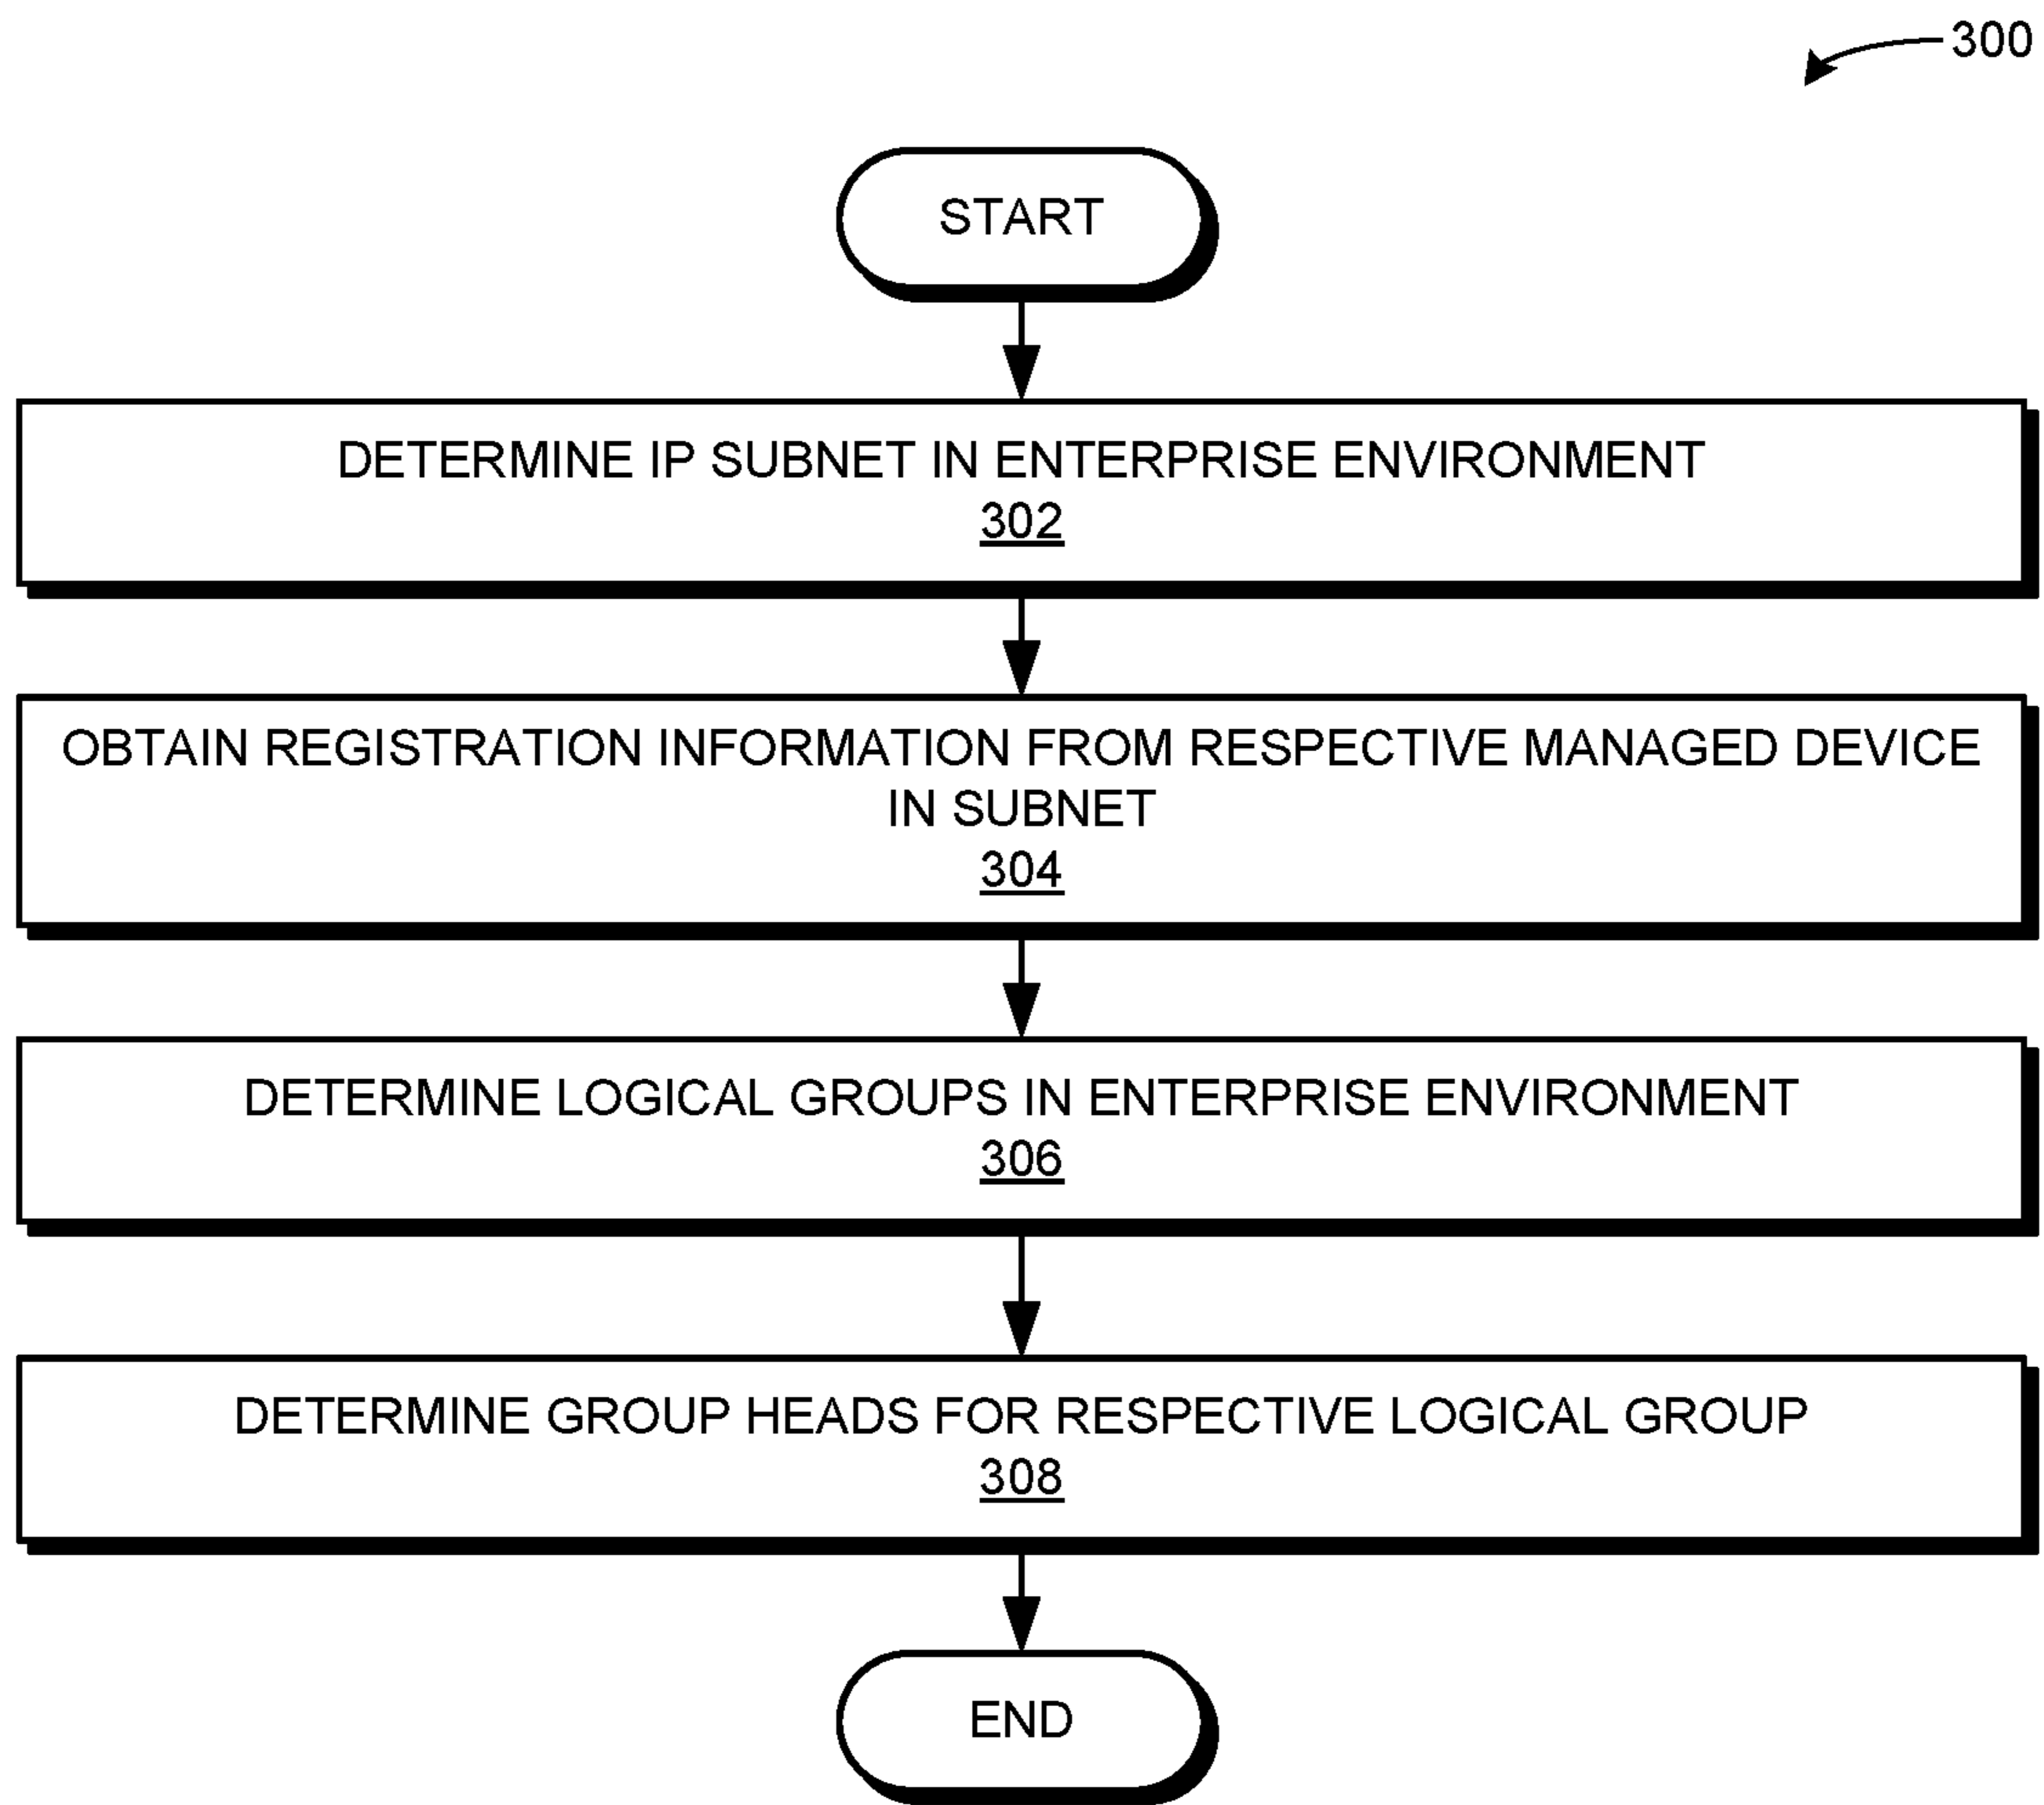 300
START
DETERMINE IP SUBNET IN ENTERPRISE ENVIRONMENT
302
OBTAIN REGISTRATION INFORMATION FROM RESPECTIVE MANAGED DEVICE
IN SUBNET
304
DETERMINE LOGICAL GROUPS IN ENTERPRISE ENVIRONMENT
306
DETERMINE GROUP HEADS FOR RESPECTIVE LOGICAL GROUP
308
END